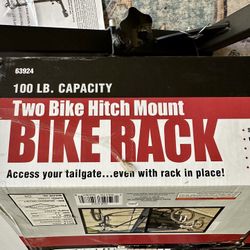 63924
100 LB. CAPACITY
Two Bike Hitch Mount
BIKE RACK
Access your tailgate...even with rack in place!